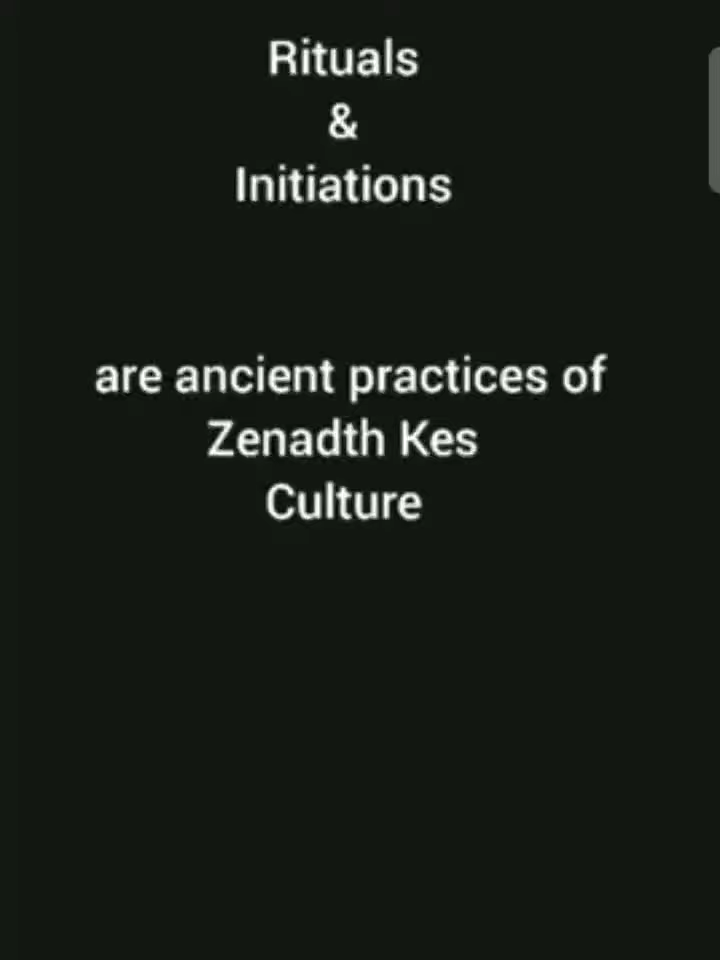 Rituals
&
Initiations
are ancient practices of
Zenadth Kes
Culture